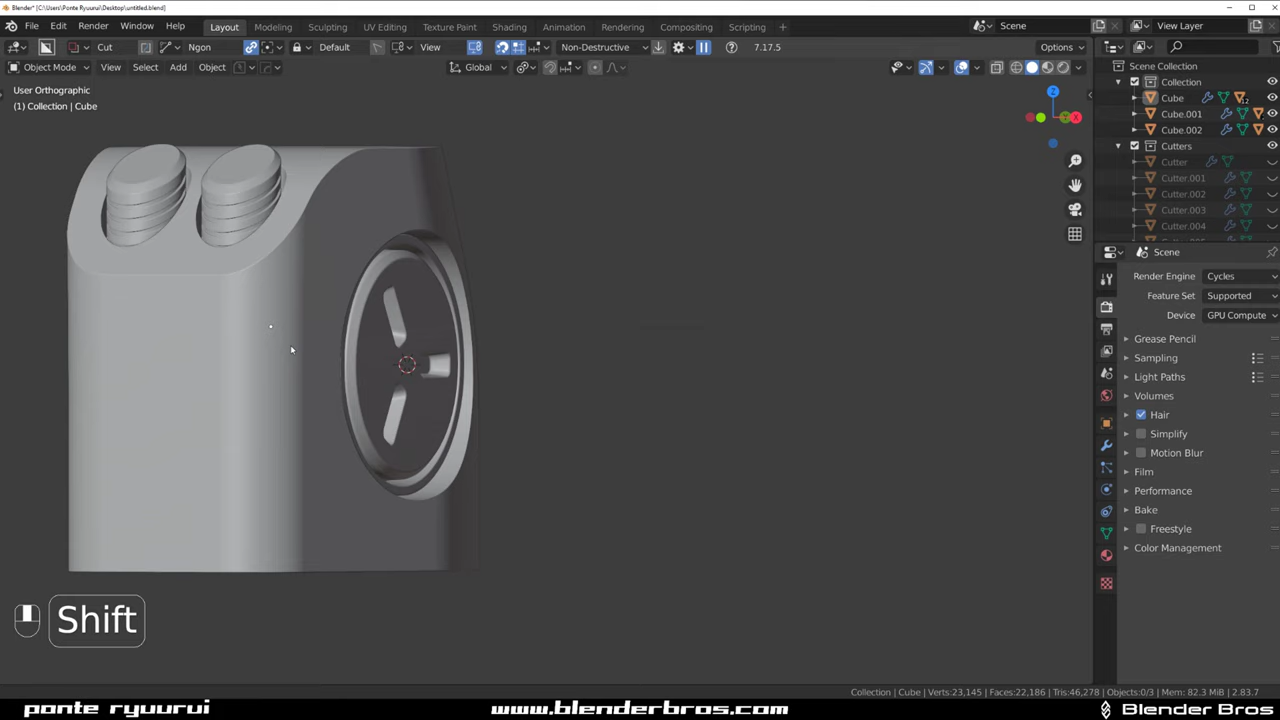 Blender* [C:\Users\Ponte Ryuurui\Desktop\untitled.blend]
File Edit Render Window Help Layout Modeling Sculpting UV Editing Texture Paint Shading Animation Rendering Compositing Scripting + Scene View Layer
Cut Ngon Default View Non-Destructive 7.17.5 Options
Object Mode View Select Add Object Global
User Orthographic
(1) Collection | Cube
Z
X
Scene Collection
Collection
Cube
Cube.001
Cube.002
Cutters
Cutter
Cutter.001
Cutter.002
Cutter.003
Cutter.004
Scene
Render Engine Cycles
Feature Set Supported
Device GPU Compute
Grease Pencil
Sampling
Light Paths
Volumes
Hair
Simplify
Motion Blur
Film
Performance
Bake
Freestyle
Color Management
Shift
Collection | Cube | Verts:23,145 | Faces:22,186 | Tris:46,278 | Objects:0/3 | Mem: 82.3 MiB | 2.83.7
ponte ryuurui www.blenderbros.com Blender Bros